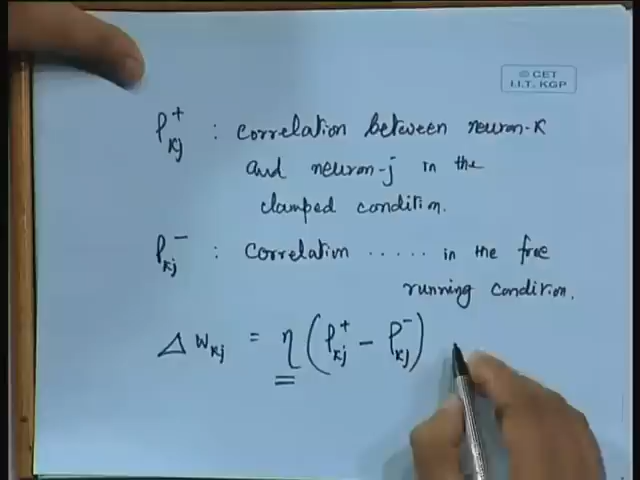 © CET
I.I.T. KGP
ρ⁺ₖⱼ : correlation between neuron-k
and neuron-j in the
clamped condition.
ρ⁻ₖⱼ : Correlation ..... in the free
running condition.
Δwₖⱼ = η(ρ⁺ₖⱼ − ρ⁻ₖⱼ)